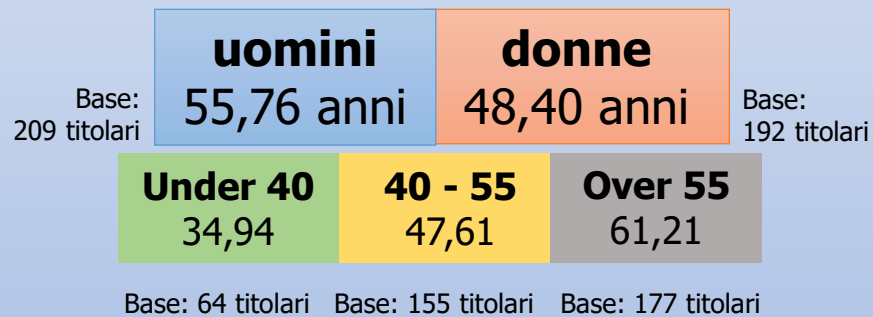 uomini
55,76 anni
donne
48,40 anni
Base:
209 titolari
Base:
192 titolari
Under 40
34,94
40 - 55
47,61
Over 55
61,21
Base: 64 titolari
Base: 155 titolari
Base: 177 titolari